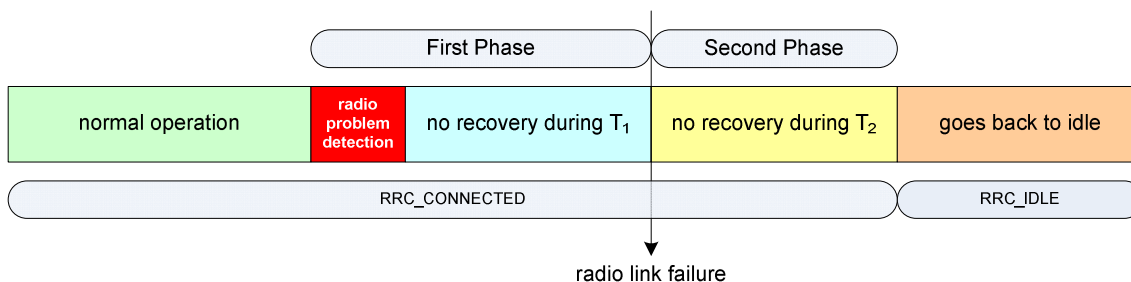 First Phase
Second Phase
normal operation
radio
problem
detection
no recovery during T₁
no recovery during T₂
goes back to idle
RRC_CONNECTED
RRC_IDLE
radio link failure